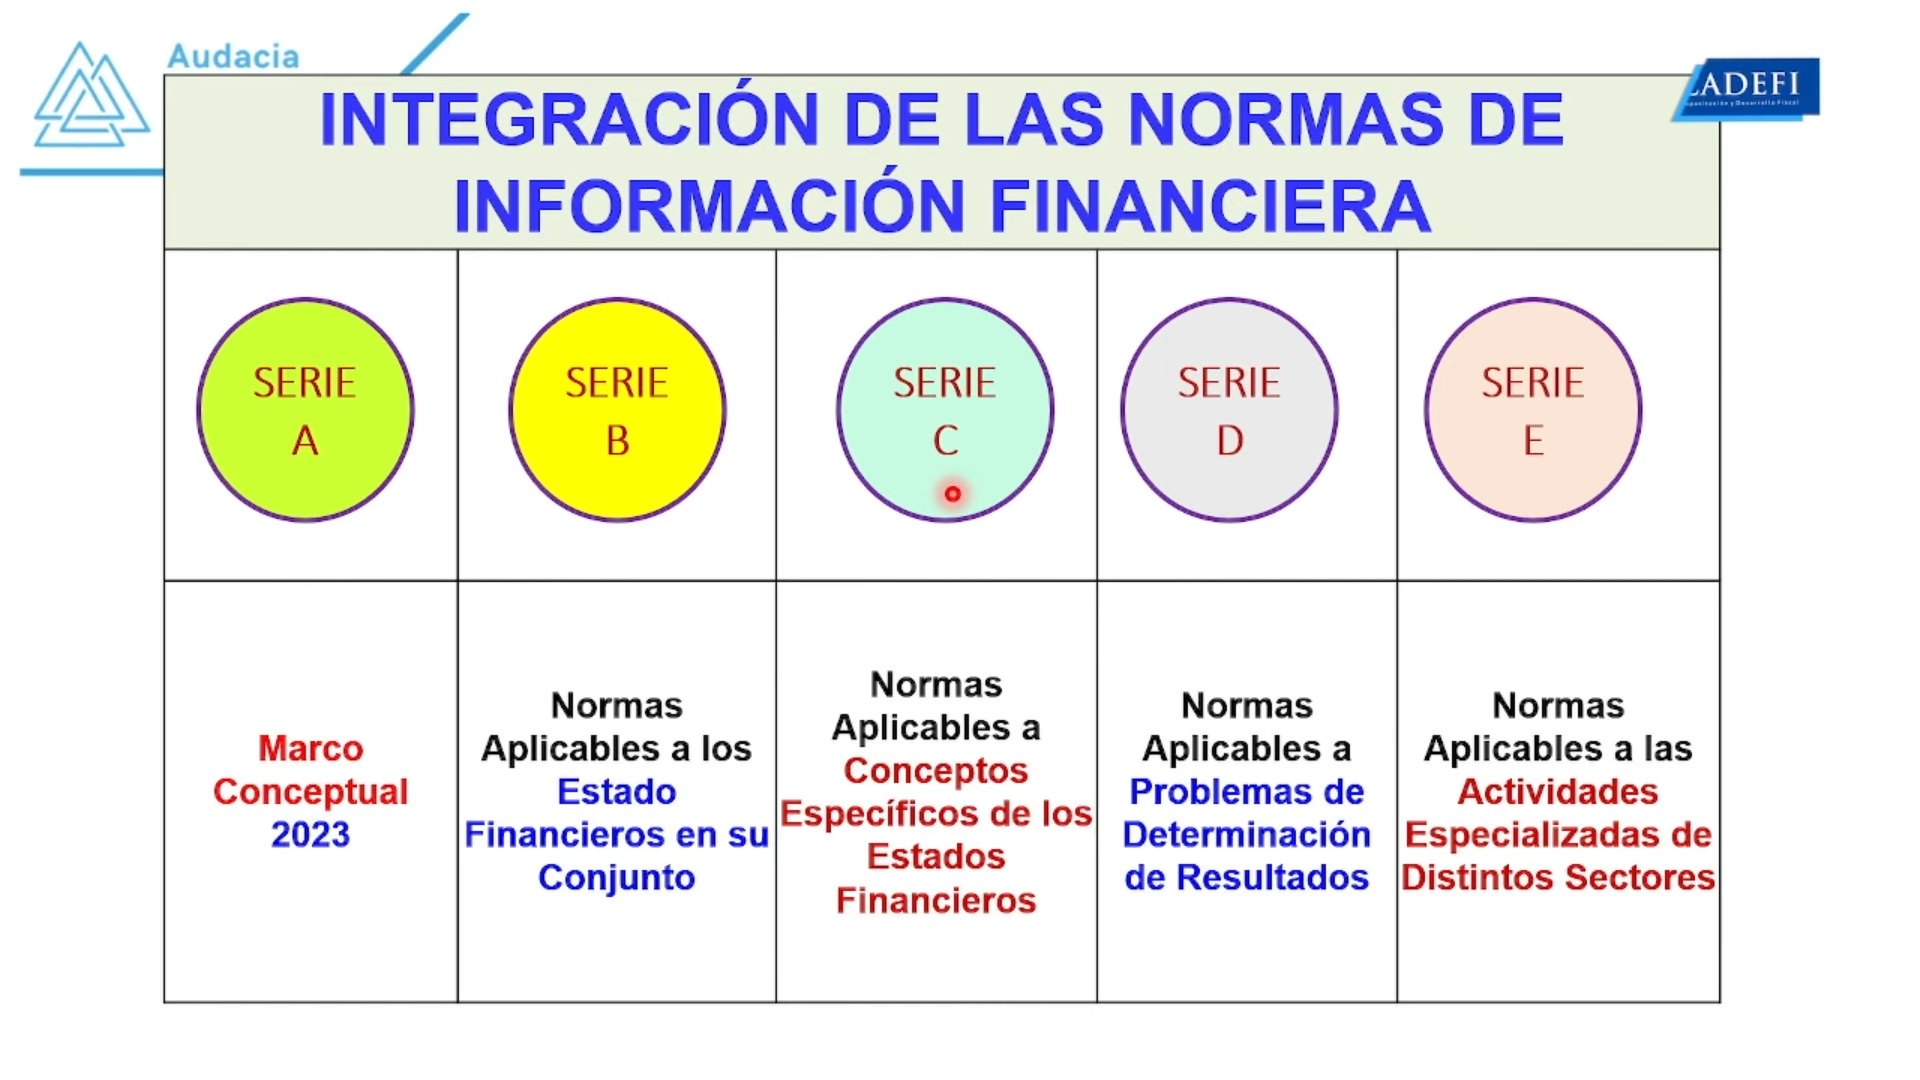 Audacia
ADEFI
INTEGRACIÓN DE LAS NORMAS DE
INFORMACIÓN FINANCIERA
SERIE
A
SERIE
B
SERIE
C
SERIE
D
SERIE
E
Marco
Conceptual
2023
Normas
Aplicables a los
Estado
Financieros en su
Conjunto
Normas
Aplicables a
Conceptos
Específicos de los
Estados
Financieros
Normas
Aplicables a
Problemas de
Determinación
de Resultados
Normas
Aplicables a las
Actividades
Especializadas de
Distintos Sectores